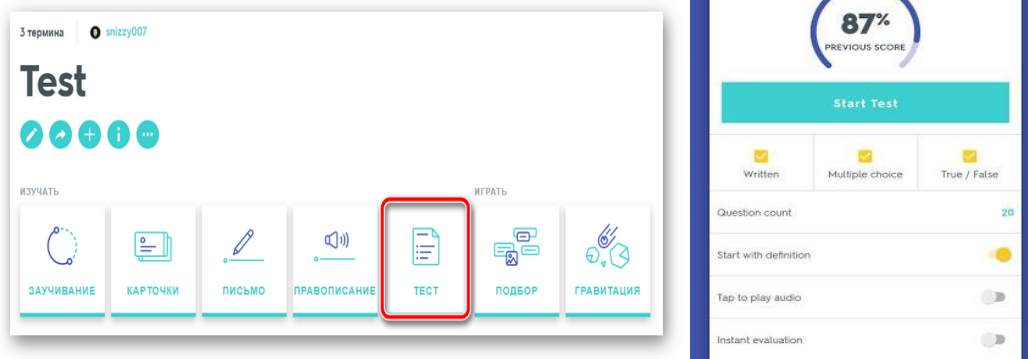 3 термина snizzy007
Test
ИЗУЧАТЬ
ИГРАТЬ
ЗАУЧИВАНИЕ
КАРТОЧКИ
ПИСЬМО
ПРАВОПИСАНИЕ
ТЕСТ
ПОДБОР
ГРАВИТАЦИЯ
87%
PREVIOUS SCORE
Start Test
Written
Multiple choice
True / False
Question count 20
Start with definition
Tap to play audio
Instant evaluation